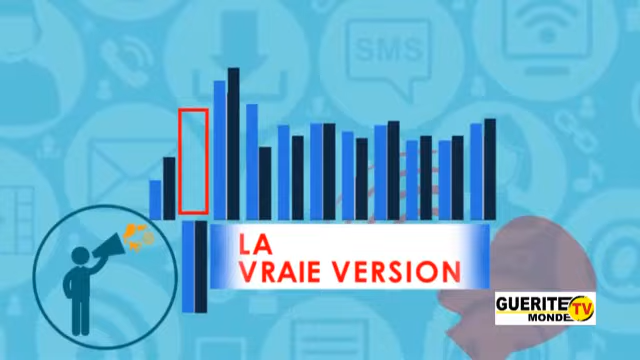 SMS
LA
VRAIE VERSION
GUERITE
TV
MONDE